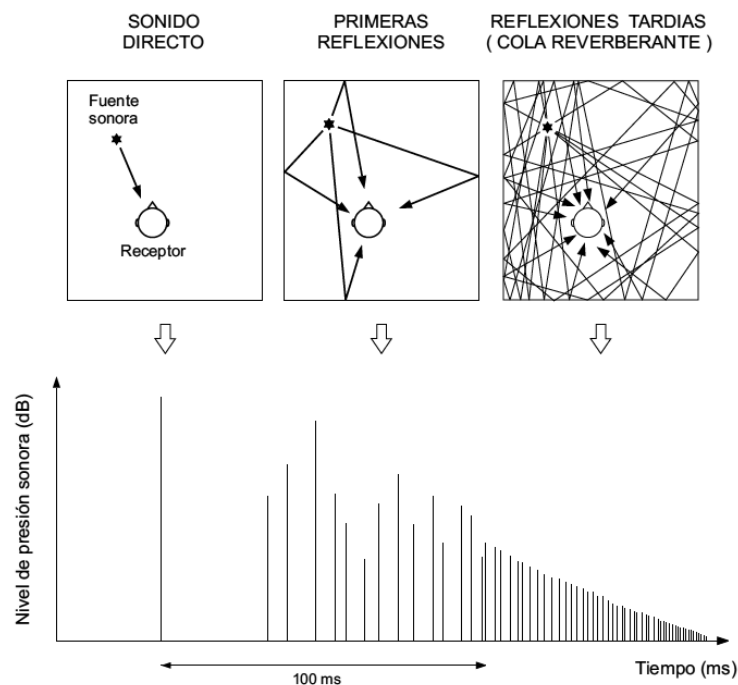 SONIDO
DIRECTO
PRIMERAS
REFLEXIONES
REFLEXIONES TARDIAS
( COLA REVERBERANTE )
Fuente
sonora
Receptor
Nivel de presión sonora (dB)
100 ms
Tiempo (ms)